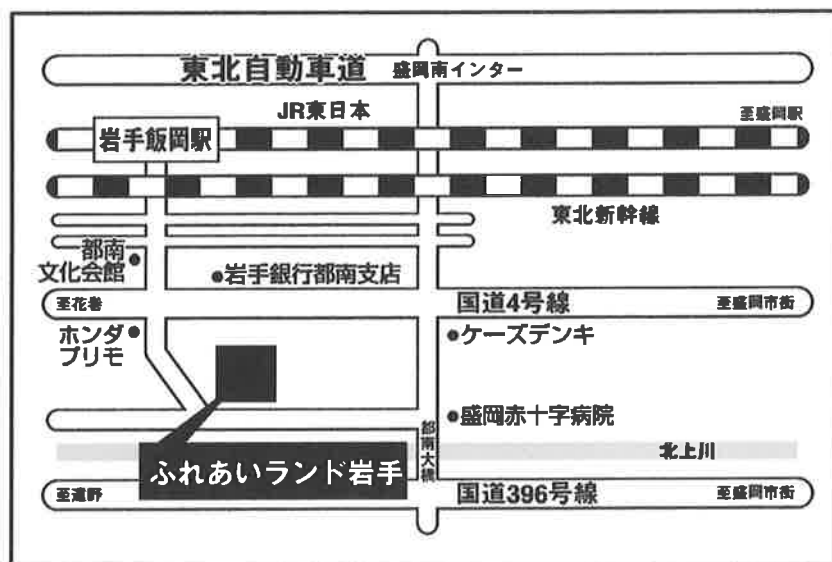 東北自動車道
盛岡南インター
JR東日本
至盛岡駅
岩手飯岡駅
東北新幹線
都南
文化会館
岩手銀行都南支店
至花巻
国道4号線
至盛岡市街
ホンダ
プリモ
ケーズデンキ
盛岡赤十字病院
都南大橋
北上川
ふれあいランド岩手
至遠野
国道396号線
至盛岡市街